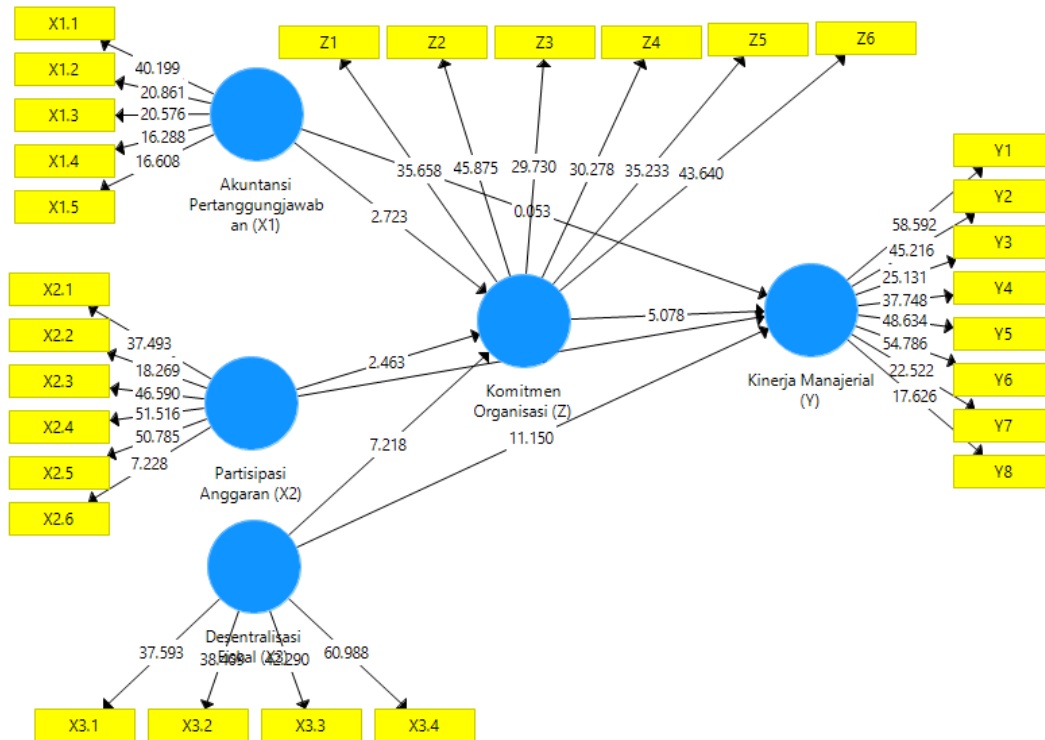 X1.1
X1.2
X1.3
X1.4
X1.5
40.199
20.861
20.576
16.288
16.608
Akuntansi
Pertanggungjawab
an (X1)
Z1
Z2
Z3
Z4
Z5
Z6
35.658
45.875
29.730
30.278
35.233
43.640
2.723
0.053
X2.1
X2.2
X2.3
X2.4
X2.5
X2.6
37.493
18.269
46.590
51.516
50.785
7.228
Partisipasi
Anggaran (X2)
2.463
5.078
Komitmen
Organisasi (Z)
7.218
11.150
Kinerja Manajerial
(Y)
Y1
Y2
Y3
Y4
Y5
Y6
Y7
Y8
58.592
45.216
25.131
37.748
48.634
54.786
22.522
17.626
Desentralisasi
(X3)
37.593
42.290
60.988
X3.1
X3.2
X3.3
X3.4